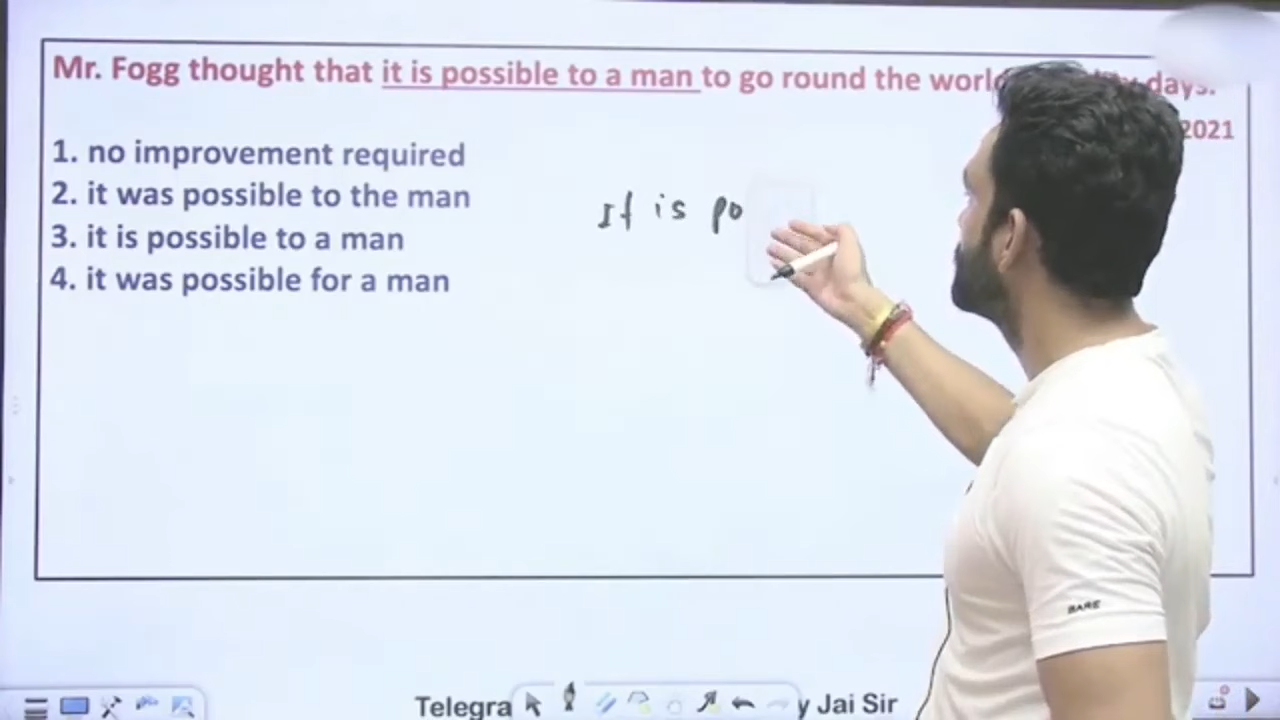 Mr. Fogg thought that it is possible to a man to go round the world days.
2021
1. no improvement required
2. it was possible to the man
3. it is possible to a man
4. it was possible for a man
It is po
BARE
Telegra y Jai Sir